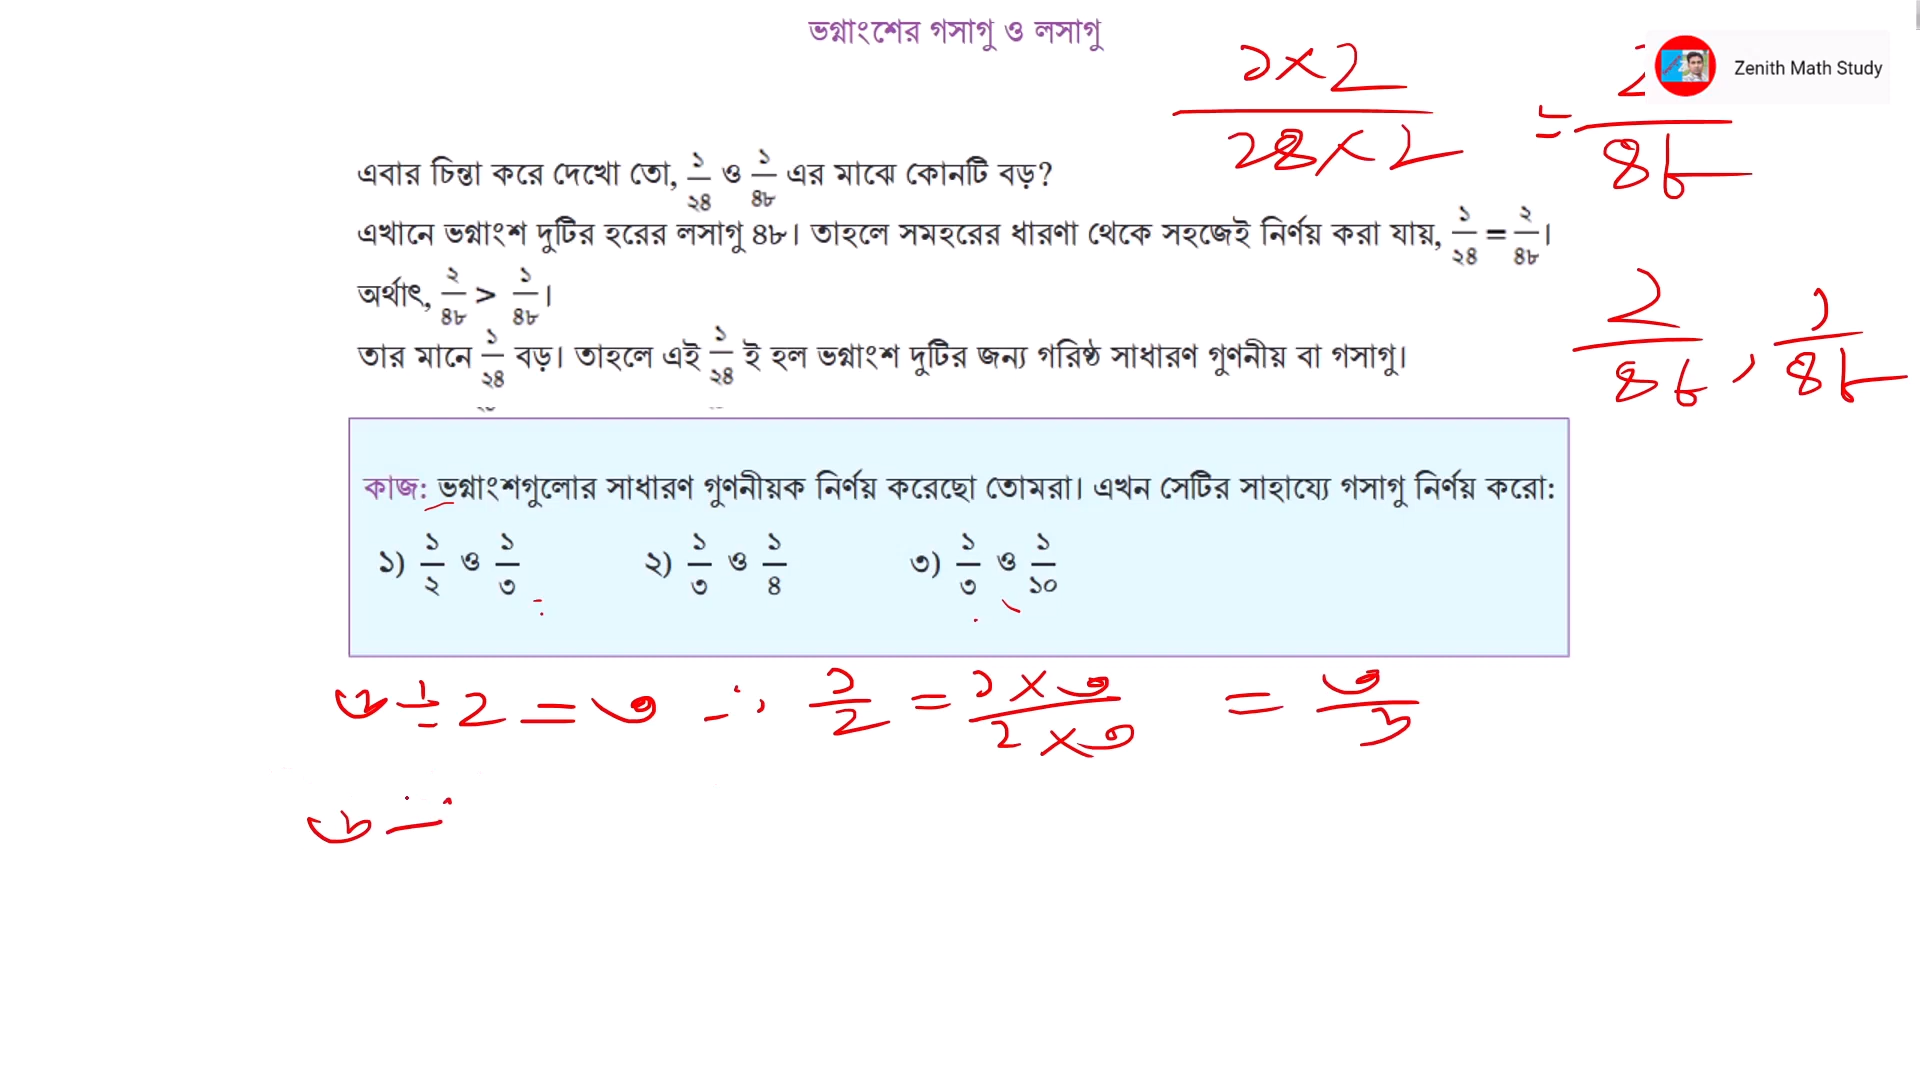 ভগ্নাংশের গসাগু ও লসাগু
Zenith Math Study
১×২ / ২৪×২ = ২ / ৪৮
এবার চিন্তা করে দেখো তো, ১/২৪ ও ১/৪৮ এর মাঝে কোনটি বড়?
এখানে ভগ্নাংশ দুটির হরের লসাগু ৪৮। তাহলে সমহরের ধারণা থেকে সহজেই নির্ণয় করা যায়, ১/২৪ = ২/৪৮।
অর্থাৎ, ২/৪৮ > ১/৪৮।
২/৪৮, ১/৪৮
তার মানে ১/২৪ বড়। তাহলে এই ১/২৪ ই হল ভগ্নাংশ দুটির জন্য গরিষ্ঠ সাধারণ গুণনীয় বা গসাগু।
কাজ: ভগ্নাংশগুলোর সাধারণ গুণনীয়ক নির্ণয় করেছো তোমরা। এখন সেটির সাহায্যে গসাগু নির্ণয় করো:
১) ১/২ ও ১/৩ ২) ১/৩ ও ১/৪ ৩) ১/৩ ও ১/১০
৬ ÷ ২ = ৩ ∴ ১/২ = ১×৩ / ২×৩ = ৩/৬
৬ ÷